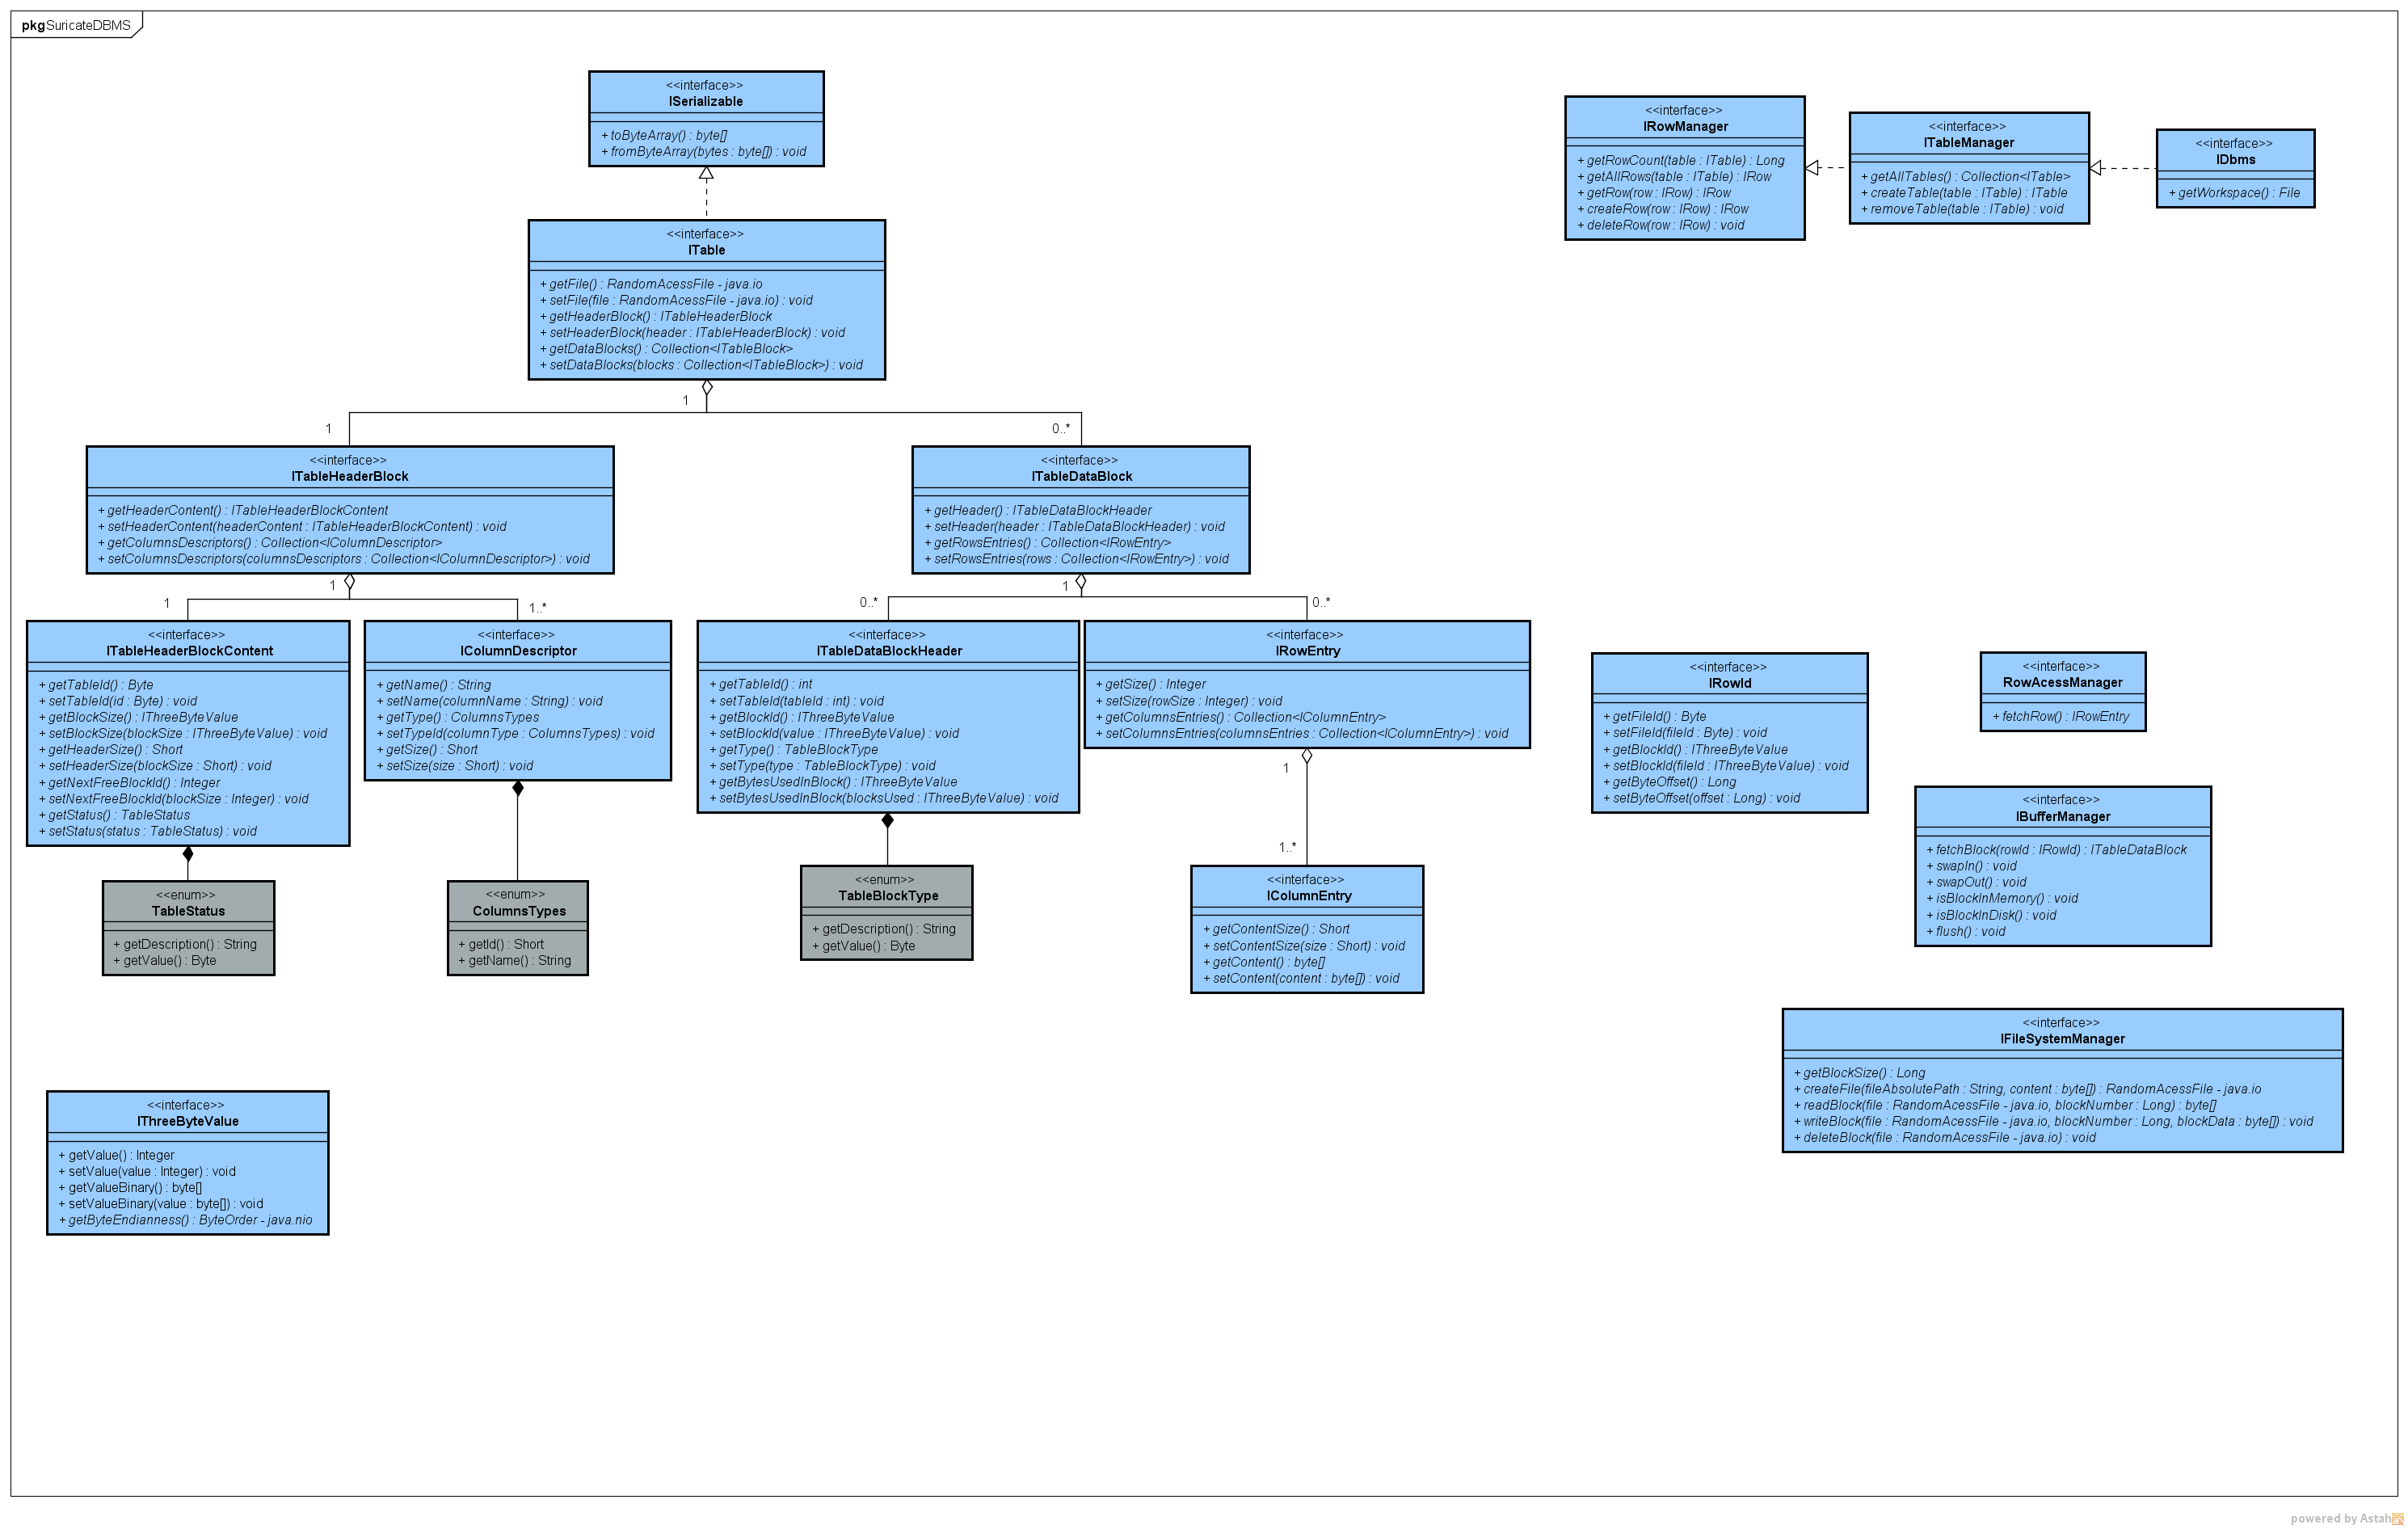 pkg SuricateDBMS
<<interface>>
ISerializable
+ toByteArray() : byte[]
+ fromByteArray(bytes : byte[]) : void
<<interface>>
IRowManager
+ getRowCount(table : ITable) : Long
+ getAllRows(table : ITable) : IRow
+ getRow(row : IRow) : IRow
+ createRow(row : IRow) : IRow
+ deleteRow(row : IRow) : void
<<interface>>
ITableManager
+ getAllTables() : Collection<ITable>
+ createTable(table : ITable) : ITable
+ removeTable(table : ITable) : void
<<interface>>
IDbms
+ getWorkspace() : File
<<interface>>
ITable
+ getFile() : RandomAcessFile - java.io
+ setFile(file : RandomAcessFile - java.io) : void
+ getHeaderBlock() : ITableHeaderBlock
+ setHeaderBlock(header : ITableHeaderBlock) : void
+ getDataBlocks() : Collection<ITableBlock>
+ setDataBlocks(blocks : Collection<ITableBlock>) : void
1
1
0..*
<<interface>>
ITableHeaderBlock
+ getHeaderContent() : ITableHeaderBlockContent
+ setHeaderContent(headerContent : ITableHeaderBlockContent) : void
+ getColumnsDescriptors() : Collection<IColumnDescriptor>
+ setColumnsDescriptors(columnsDescriptors : Collection<IColumnDescriptor>) : void
<<interface>>
ITableDataBlock
+ getHeader() : ITableDataBlockHeader
+ setHeader(header : ITableDataBlockHeader) : void
+ getRowsEntries() : Collection<IRowEntry>
+ setRowsEntries(rows : Collection<IRowEntry>) : void
1
1
1..*
1
0..*
0..*
<<interface>>
ITableHeaderBlockContent
+ getTableId() : Byte
+ setTableId(id : Byte) : void
+ getBlockSize() : IThreeByteValue
+ setBlockSize(blockSize : IThreeByteValue) : void
+ getHeaderSize() : Short
+ setHeaderSize(blockSize : Short) : void
+ getNextFreeBlockId() : Integer
+ setNextFreeBlockId(blockSize : Integer) : void
+ getStatus() : TableStatus
+ setStatus(status : TableStatus) : void
<<interface>>
IColumnDescriptor
+ getName() : String
+ setName(columnName : String) : void
+ getType() : ColumnsTypes
+ setTypeId(columnType : ColumnsTypes) : void
+ getSize() : Short
+ setSize(size : Short) : void
<<interface>>
ITableDataBlockHeader
+ getTableId() : int
+ setTableId(tableId : int) : void
+ getBlockId() : IThreeByteValue
+ setBlockId(value : IThreeByteValue) : void
+ getType() : TableBlockType
+ setType(type : TableBlockType) : void
+ getBytesUsedInBlock() : IThreeByteValue
+ setBytesUsedInBlock(blocksUsed : IThreeByteValue) : void
<<interface>>
IRowEntry
+ getSize() : Integer
+ setSize(rowSize : Integer) : void
+ getColumnsEntries() : Collection<IColumnEntry>
+ setColumnsEntries(columnsEntries : Collection<IColumnEntry>) : void
1
1..*
<<interface>>
IRowId
+ getFileId() : Byte
+ setFileId(fileId : Byte) : void
+ getBlockId() : IThreeByteValue
+ setBlockId(fileId : IThreeByteValue) : void
+ getByteOffset() : Long
+ setByteOffset(offset : Long) : void
<<interface>>
RowAcessManager
+ fetchRow() : IRowEntry
<<interface>>
IBufferManager
+ fetchBlock(rowId : IRowId) : ITableDataBlock
+ swapIn() : void
+ swapOut() : void
+ isBlockInMemory() : void
+ isBlockInDisk() : void
+ flush() : void
<<enum>>
TableStatus
+ getDescription() : String
+ getValue() : Byte
<<enum>>
ColumnsTypes
+ getId() : Short
+ getName() : String
<<enum>>
TableBlockType
+ getDescription() : String
+ getValue() : Byte
<<interface>>
IColumnEntry
+ getContentSize() : Short
+ setContentSize(size : Short) : void
+ getContent() : byte[]
+ setContent(content : byte[]) : void
<<interface>>
IFileSystemManager
+ getBlockSize() : Long
+ createFile(fileAbsolutePath : String, content : byte[]) : RandomAcessFile - java.io
+ readBlock(file : RandomAcessFile - java.io, blockNumber : Long) : byte[]
+ writeBlock(file : RandomAcessFile - java.io, blockNumber : Long, blockData : byte[]) : void
+ deleteBlock(file : RandomAcessFile - java.io) : void
<<interface>>
IThreeByteValue
+ getValue() : Integer
+ setValue(value : Integer) : void
+ getValueBinary() : byte[]
+ setValueBinary(value : byte[]) : void
+ getByteEndianness() : ByteOrder - java.nio
powered by Astah